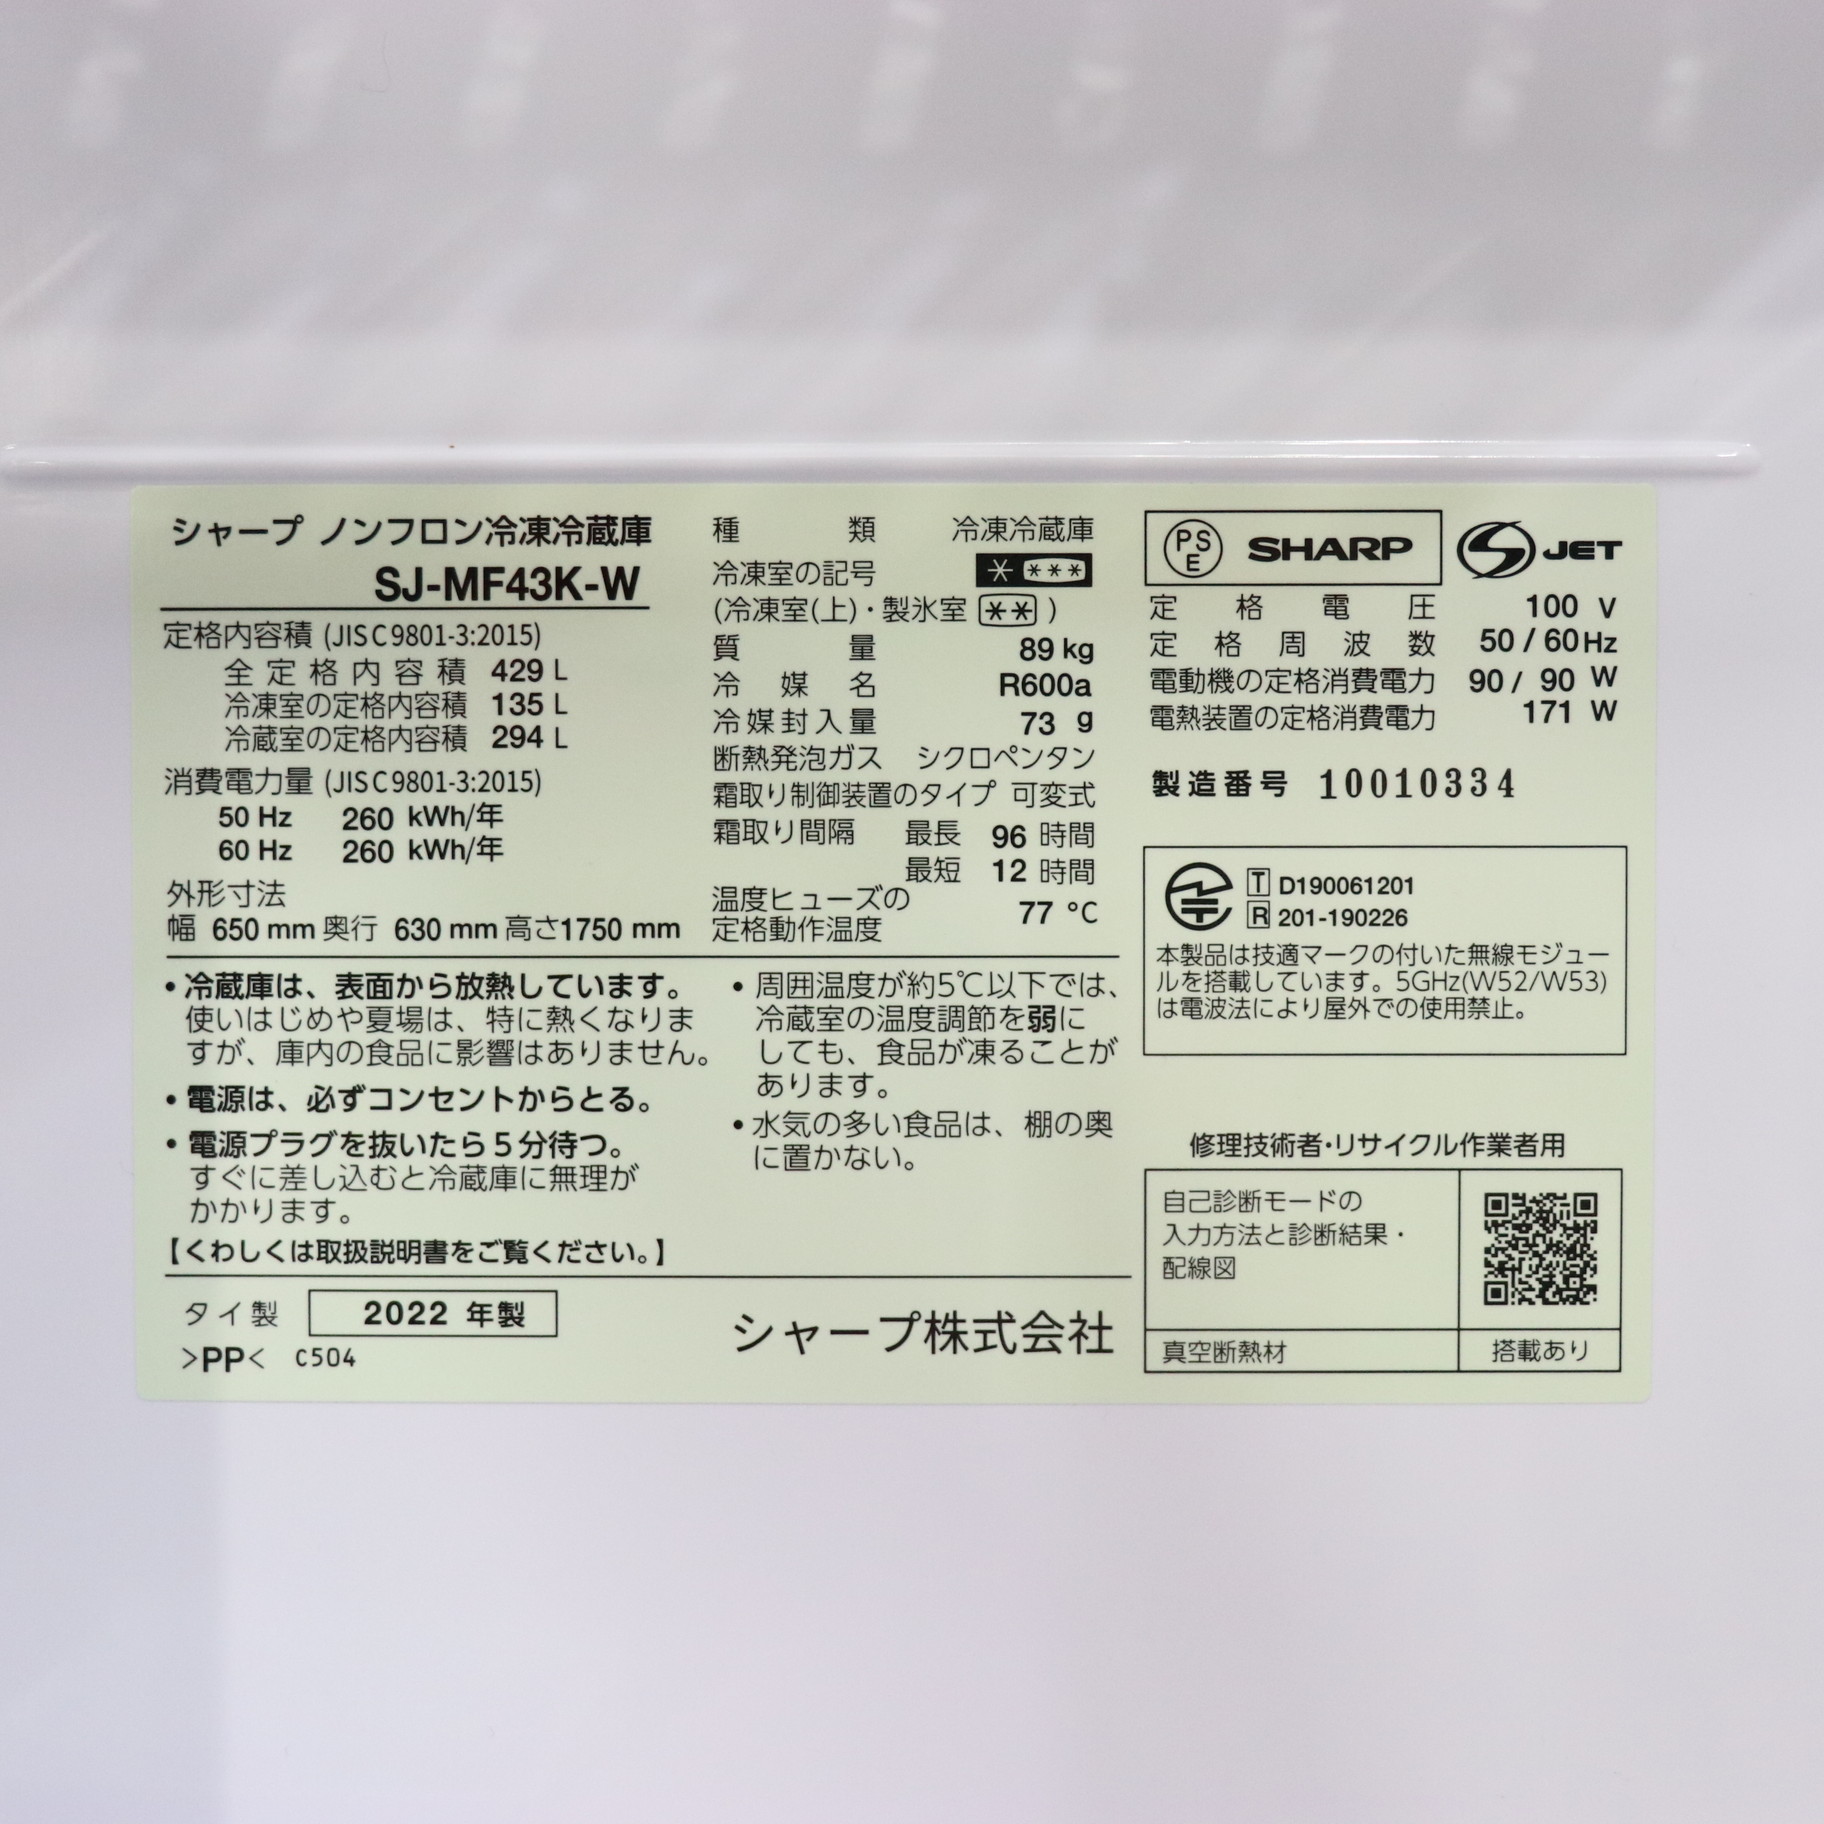 シャープ ノンフロン冷凍冷蔵庫
SJ-MF43K-W
定格内容積 (JIS C 9801-3:2015)
全定格内容積 429 L
冷凍室の定格内容積 135 L
冷蔵室の定格内容積 294 L
消費電力量 (JIS C 9801-3:2015)
50 Hz 260 kWh/年
60 Hz 260 kWh/年
外形寸法
幅 650 mm 奥行 630 mm 高さ1750 mm
種類 冷凍冷蔵庫
冷凍室の記号 * ***
(冷凍室(上)・製氷室 ** )
質量 89 kg
冷媒名 R600a
冷媒封入量 73 g
断熱発泡ガス シクロペンタン
霜取り制御装置のタイプ 可変式
霜取り間隔 最長 96 時間
最短 12 時間
温度ヒューズの
定格動作温度 77 ℃
PSE SHARP S JET
定格電圧 100 V
定格周波数 50 / 60 Hz
電動機の定格消費電力 90 / 90 W
電熱装置の定格消費電力 171 W
製造番号 10010334
T D190061201
R 201-190226
本製品は技適マークの付いた無線モジュー
ルを搭載しています。5GHz(W52/W53)
は電波法により屋外での使用禁止。
• 冷蔵庫は、表面から放熱しています。
使いはじめや夏場は、特に熱くなりま
すが、庫内の食品に影響はありません。
• 電源は、必ずコンセントからとる。
• 電源プラグを抜いたら5分待つ。
すぐに差し込むと冷蔵庫に無理が
かかります。
【くわしくは取扱説明書をご覧ください。】
• 周囲温度が約5℃以下では、
冷蔵室の温度調節を弱に
しても、食品が凍ることが
あります。
• 水気の多い食品は、棚の奥
に置かない。
修理技術者・リサイクル作業者用
自己診断モードの
入力方法と診断結果・
配線図
真空断熱材 搭載あり
タイ製 2022 年製
>PP< C504
シャープ株式会社